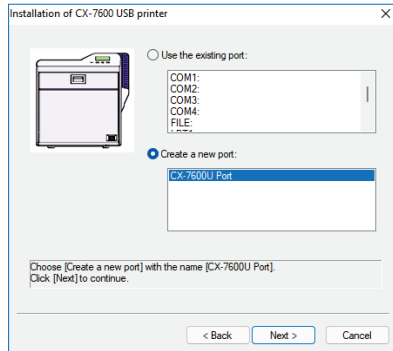 Installation of CX-7600 USB printer
Use the existing port:
COM1:
COM2:
COM3:
COM4:
FILE:
Create a new port:
CX-7600U Port
Choose [Create a new port] with the name [CX-7600U Port].
Click [Next] to continue.
< Back
Next >
Cancel